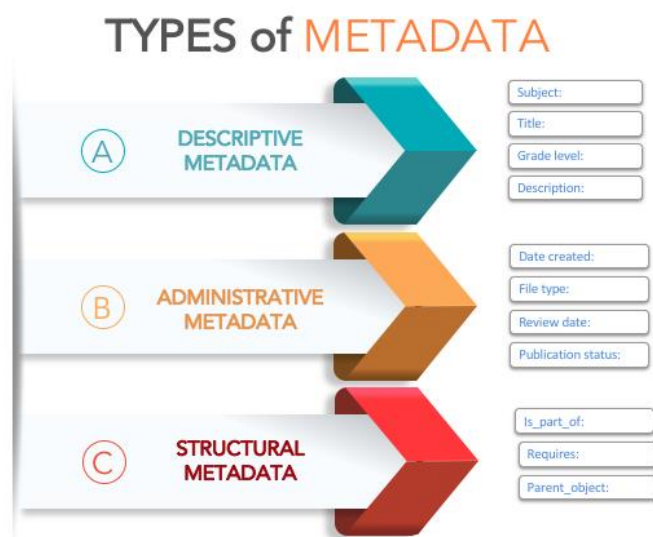 TYPES of METADATA
A
DESCRIPTIVE
METADATA
Subject:
Title:
Grade level:
Description:
B
ADMINISTRATIVE
METADATA
Date created:
File type:
Review date:
Publication status:
C
STRUCTURAL
METADATA
Is_part_of:
Requires:
Parent_object: